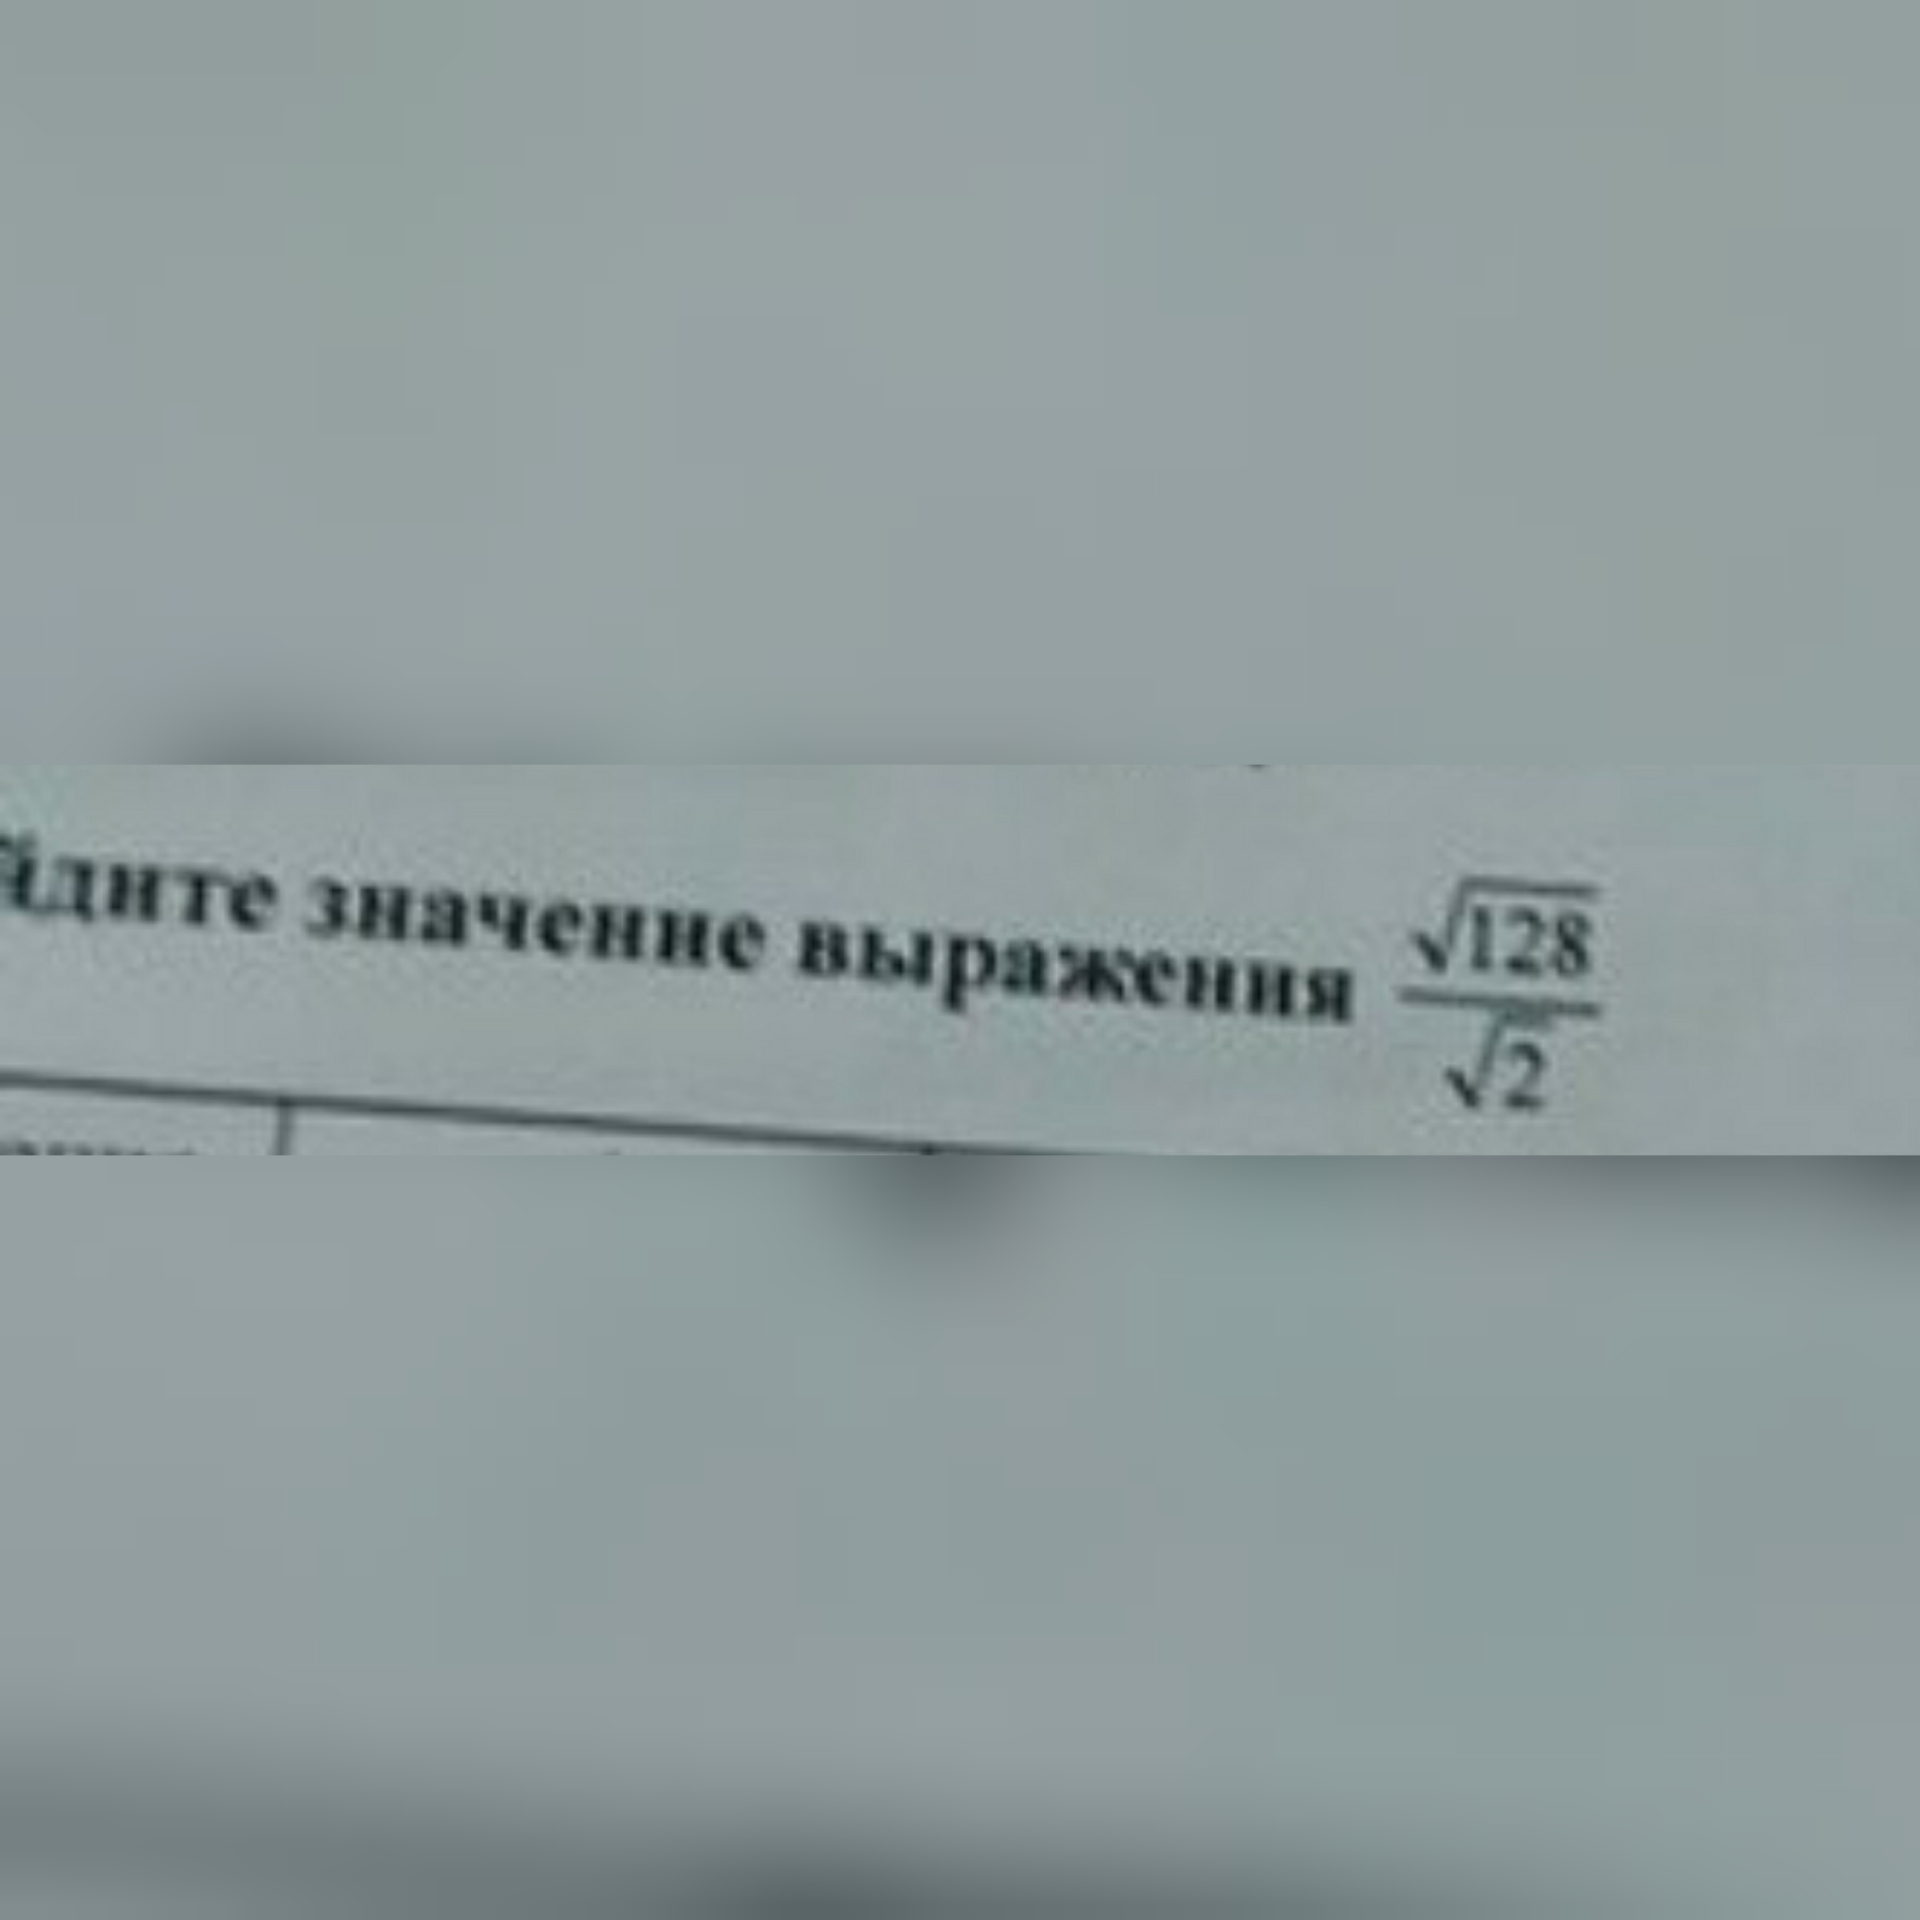 йдите значение выражения √128 / √2